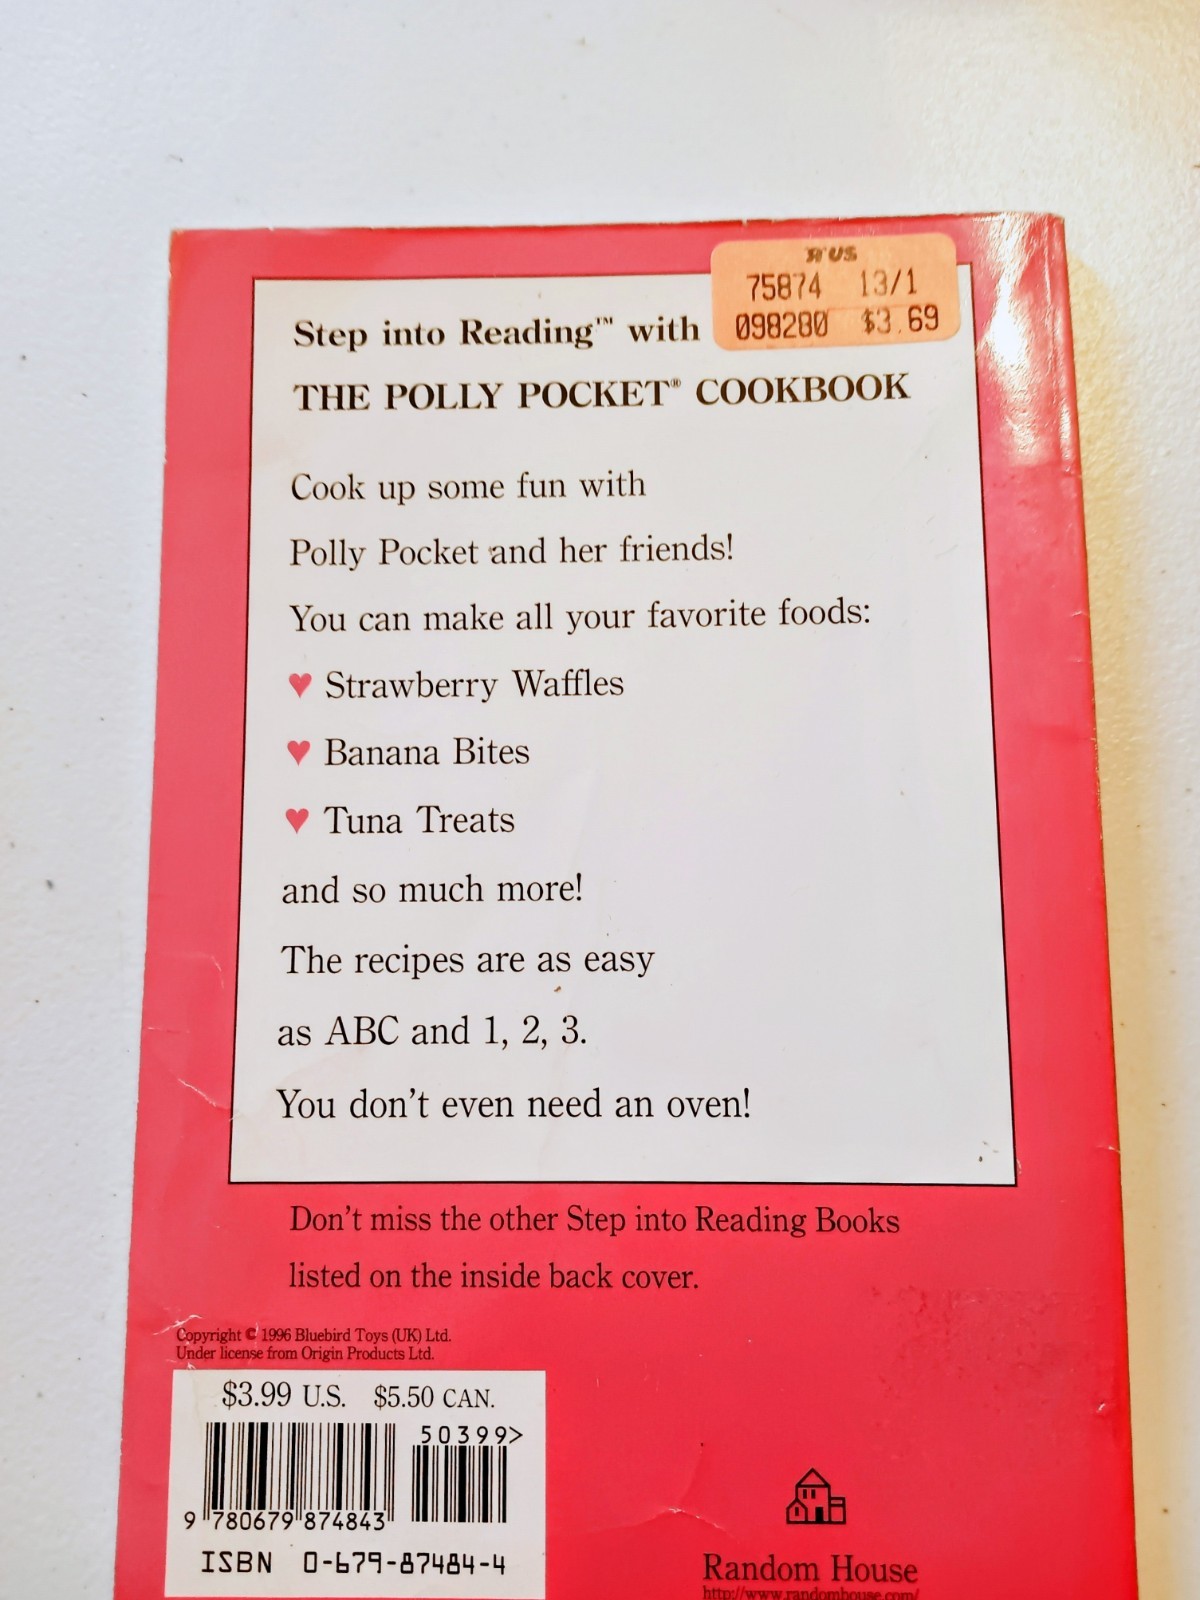 R US
75874 13/1
098280 $3.69
Step into Reading™ with
THE POLLY POCKET® COOKBOOK
Cook up some fun with
Polly Pocket and her friends!
You can make all your favorite foods:
♥ Strawberry Waffles
♥ Banana Bites
♥ Tuna Treats
and so much more!
The recipes are as easy
as ABC and 1, 2, 3.
You don't even need an oven!
Don't miss the other Step into Reading Books
listed on the inside back cover.
Copyright © 1996 Bluebird Toys (UK) Ltd.
Under license from Origin Products Ltd.
$3.99 U.S. $5.50 CAN.
50399>
9 780679 874843
ISBN 0-679-87484-4
Random House
http://www.randomhouse.com/